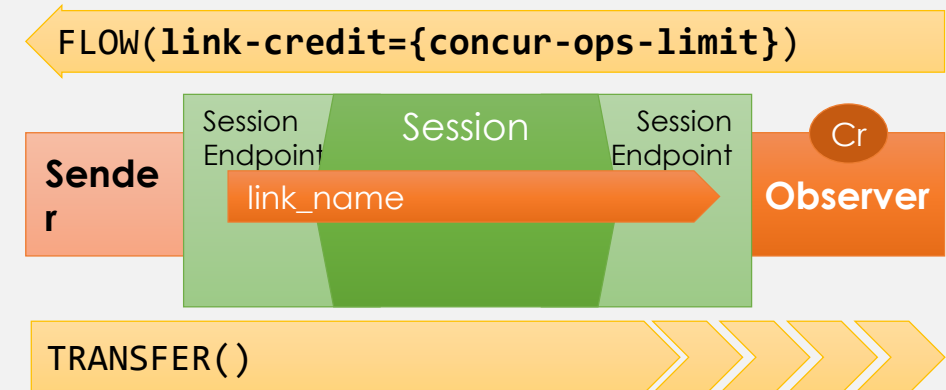 FLOW(link-credit={concur-ops-limit})
Session
Endpoint
Session
Session
Endpoint
Cr
Sende
r
link_name
Observer
TRANSFER()